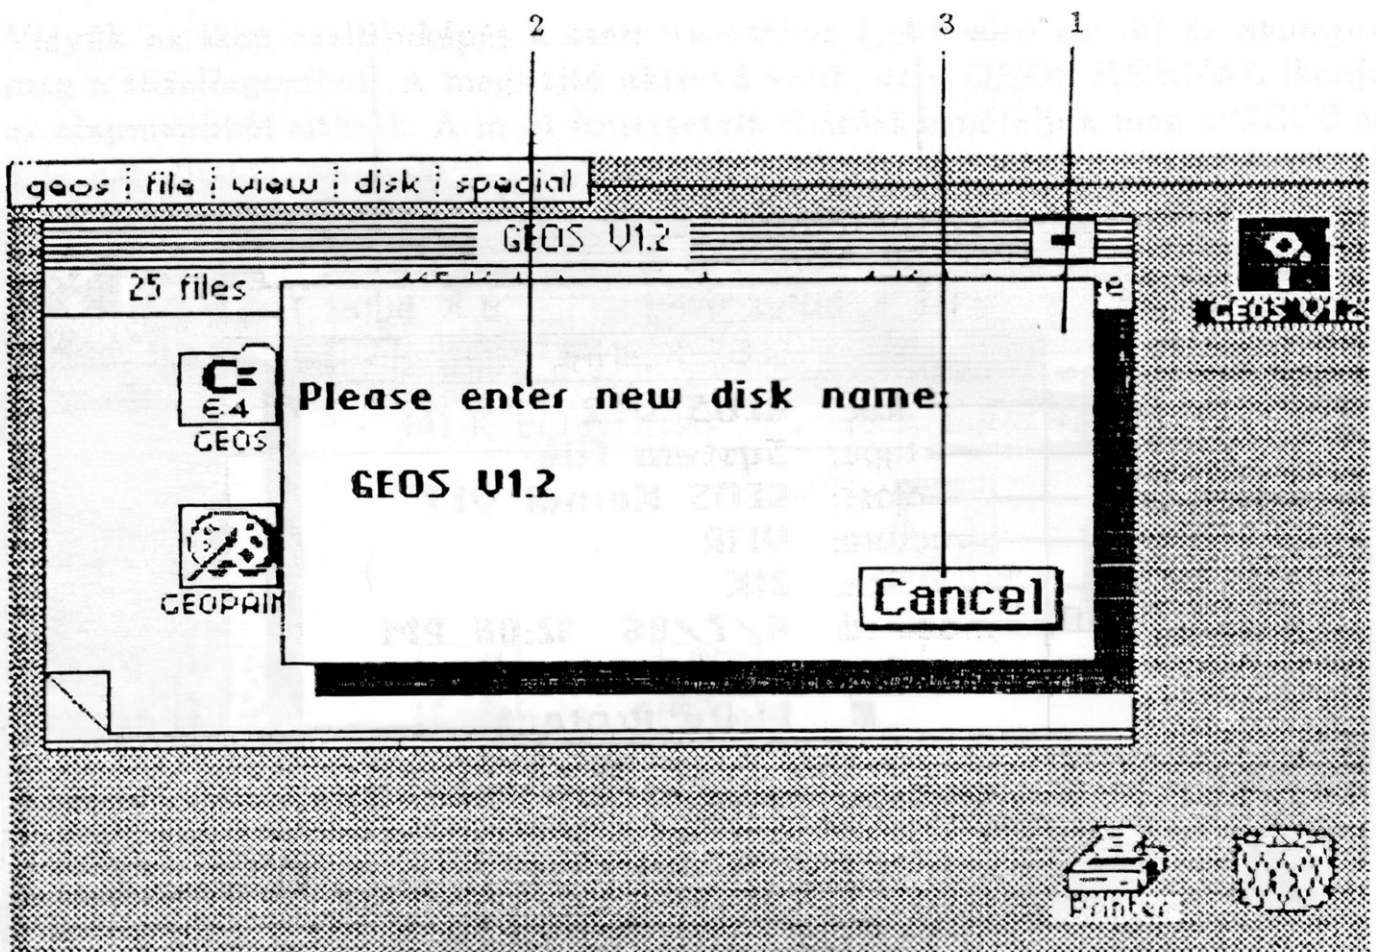 2 3 1
geos file view disk special
GEOS V1.2
25 files
GEOS V1.2
GEOS
Please enter new disk name:
GEOS V1.2
Cancel
GEOPAIN
Printer